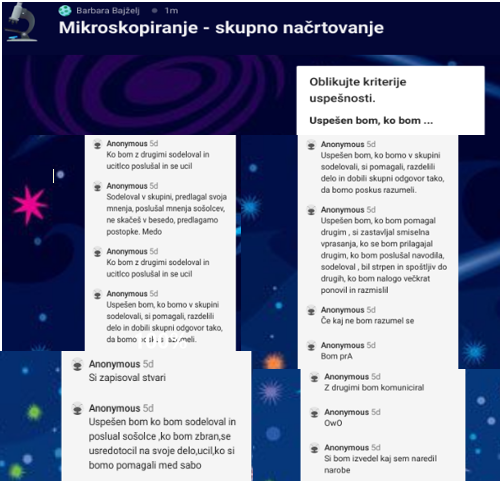 Barbara Bajželj 1m
Mikroskopiranje - skupno načrtovanje
Oblikujte kriterije
uspešnosti.
Uspešen bom, ko bom ...
Anonymous 5d
Ko bom z drugimi sodeloval in
ucitlco poslušal in se ucil
Anonymous 5d
Sodeloval v skupini, predlagal svoja
mnenja, poslušal mnenja sošolcev,
ne skačeš v besedo, predlagamo
postopke. Medo
Anonymous 5d
Ko bom z drugimi sodeloval in
ucitlco poslušal in se ucil
Anonymous 5d
Uspešen bom, ko bomo v skupini
sodelovali, si pomagali, razdelili
delo in dobili skupni odgovor tako,
da bomo
Anonymous 5d
Si zapisoval stvari
Anonymous 5d
Uspešen bom ko bom sodeloval in
poslual sošolce ,ko bom zbran,se
usredotocil na svoje delo,ucil,ko si
bomo pomagali med sabo
Anonymous 5d
Uspešen bom, ko bomo v skupini
sodelovali, si pomagali, razdelili
delo in dobili skupni odgovor tako,
da bomo poskus razumeli.
Anonymous 5d
Uspešen bom, ko bom pomagal
drugim , si zastavljal smiselna
vprasanja, ko se bom prilagajal
drugim, ko bom poslušal navodila,
sodeloval , bil strpen in spoštljiv do
drugih, ko bom nalogo večkrat
ponovil in razmislil
Anonymous 5d
Če kaj ne bom razumel se
Anonymous 5d
Bom prA
Anonymous 5d
Z drugimi bom komuniciral
Anonymous 5d
OwO
Anonymous 5d
Si bom izvedel kaj sem naredil
narobe